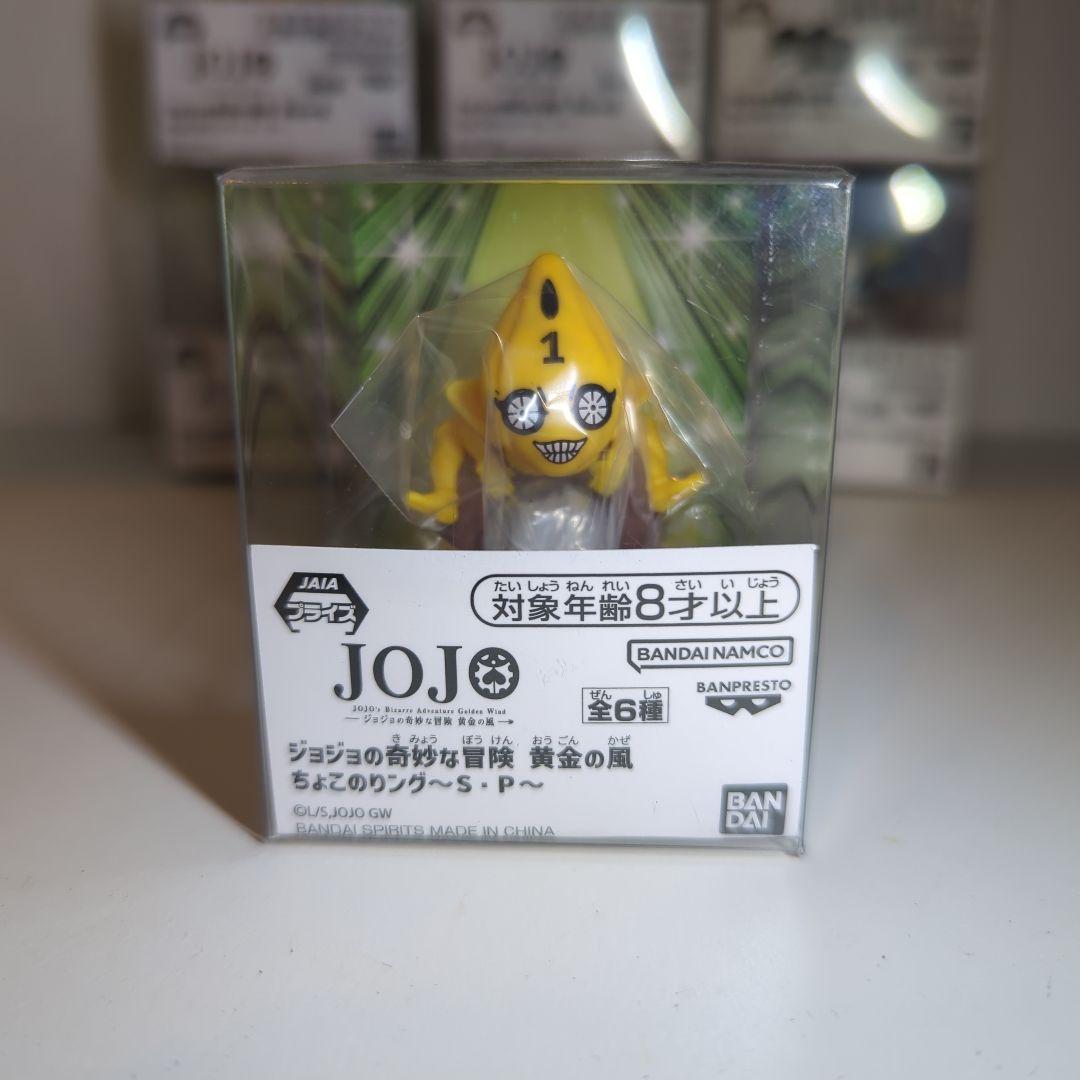 1
JAIA
プライズ
たいしょうねんれい さいいじょう
対象年齢8才以上
JOJO
JOJO's Bizarre Adventure Golden Wind
ジョジョの奇妙な冒険 黄金の風
ぜん しゅ
全6種
BANDAI NAMCO
BANPRESTO
きみょう ぼうけん おうごん かぜ
ジョジョの奇妙な冒険 黄金の風
ちょこのりング～S・P～
©L/S,JOJO GW
BANDAI SPIRITS MADE IN CHINA
BAN
DAI